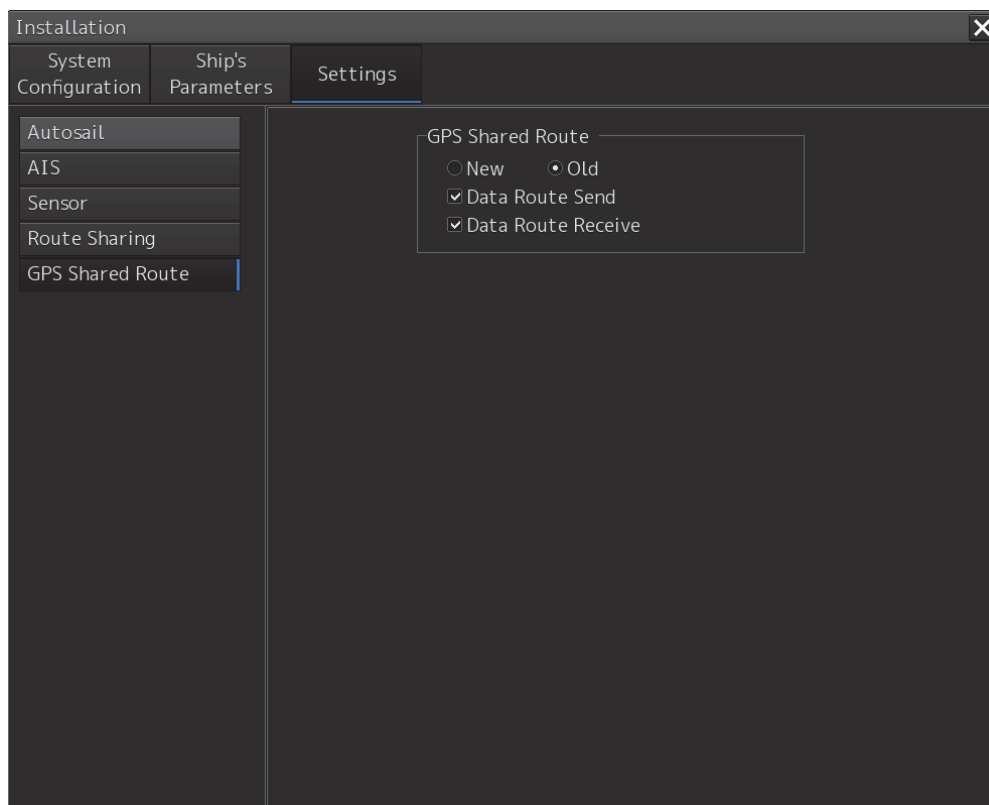 Installation
System
Configuration
Ship's
Parameters
Settings
Autosail
AIS
Sensor
Route Sharing
GPS Shared Route
GPS Shared Route
New Old
Data Route Send
Data Route Receive